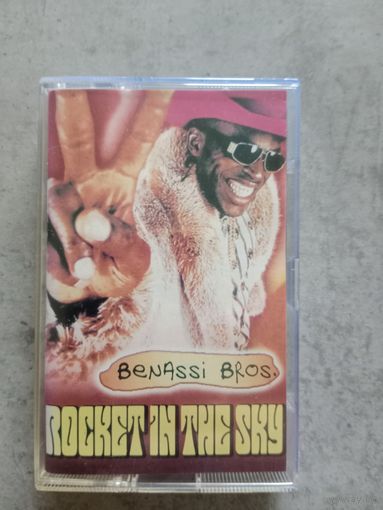 Benassi Bros.
ROCKET IN THE SKY